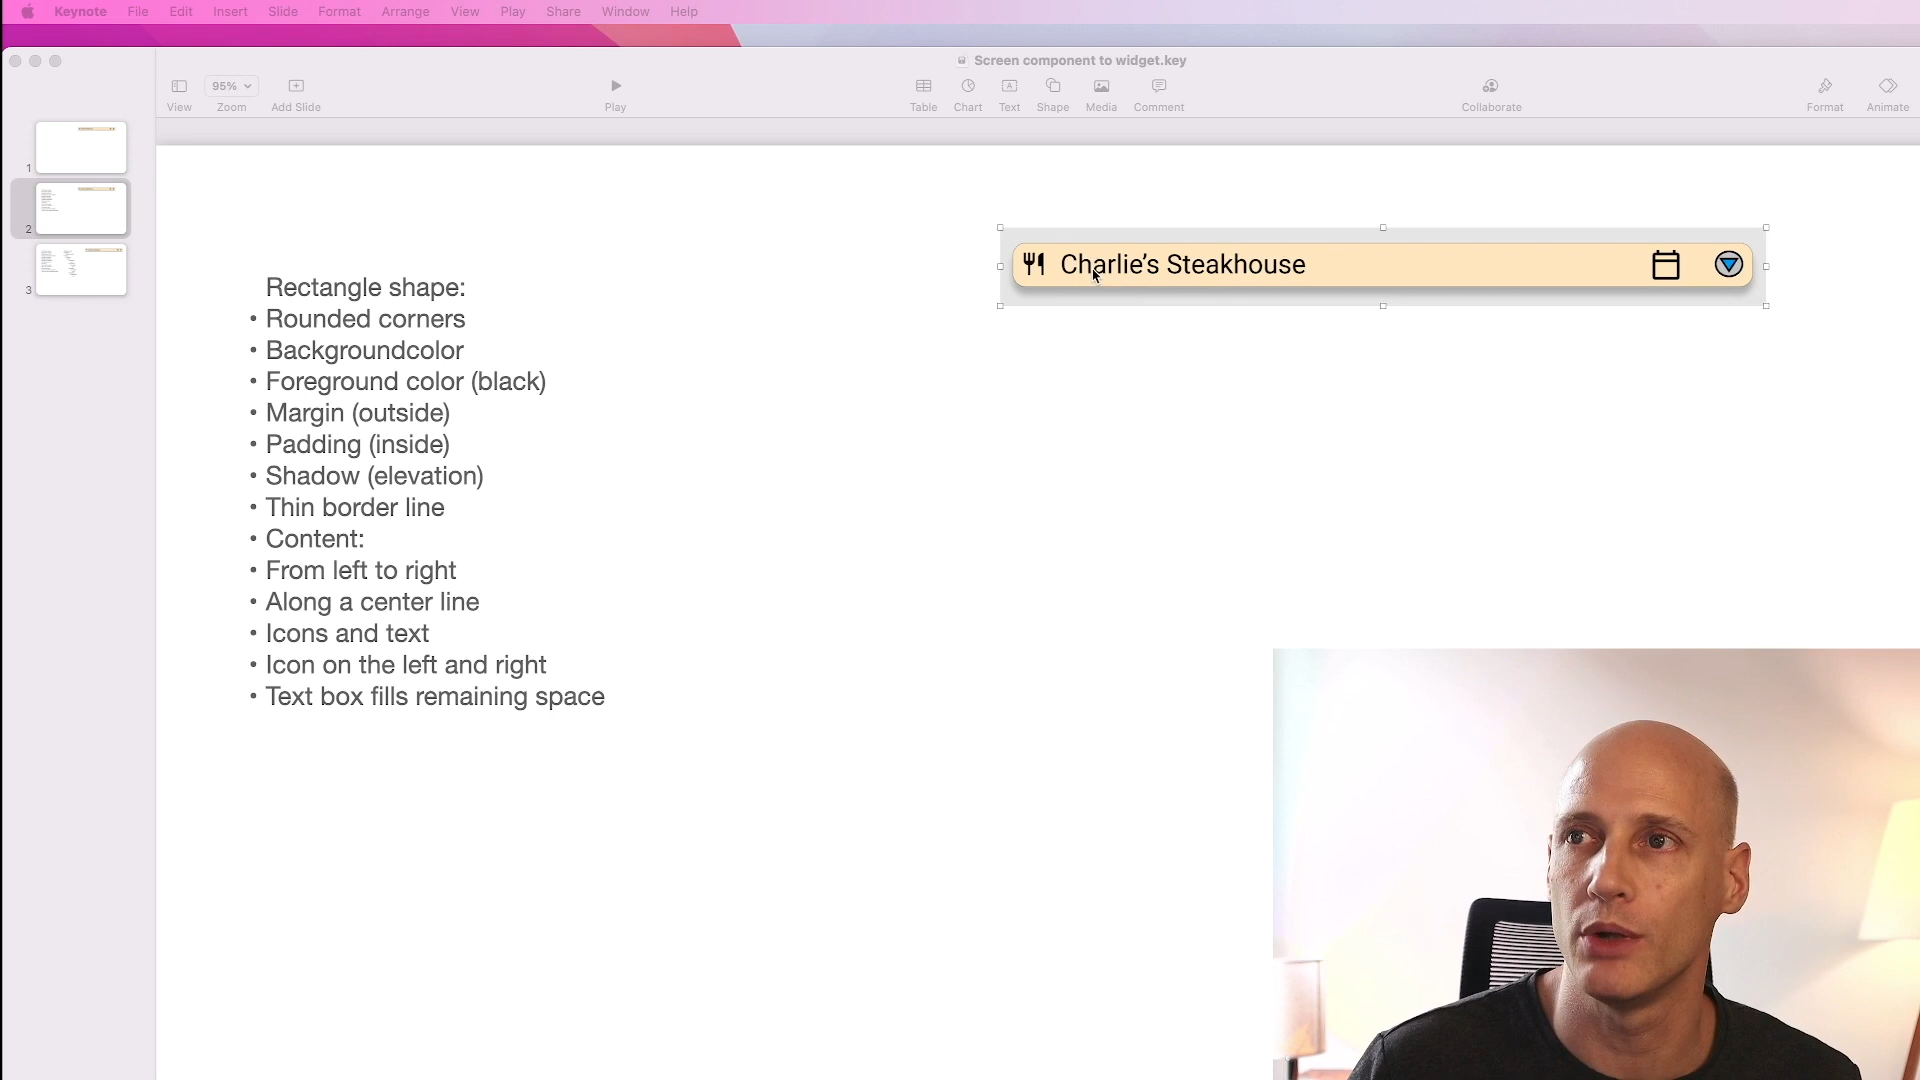 Keynote File Edit Insert Slide Format Arrange View Play Share Window Help
Screen component to widget.key
95%
View Zoom Add Slide Play Table Chart Text Shape Media Comment Collaborate Format Animate
1
2
3
Charlie’s Steakhouse
Rectangle shape:
• Rounded corners
• Backgroundcolor
• Foreground color (black)
• Margin (outside)
• Padding (inside)
• Shadow (elevation)
• Thin border line
• Content:
• From left to right
• Along a center line
• Icons and text
• Icon on the left and right
• Text box fills remaining space